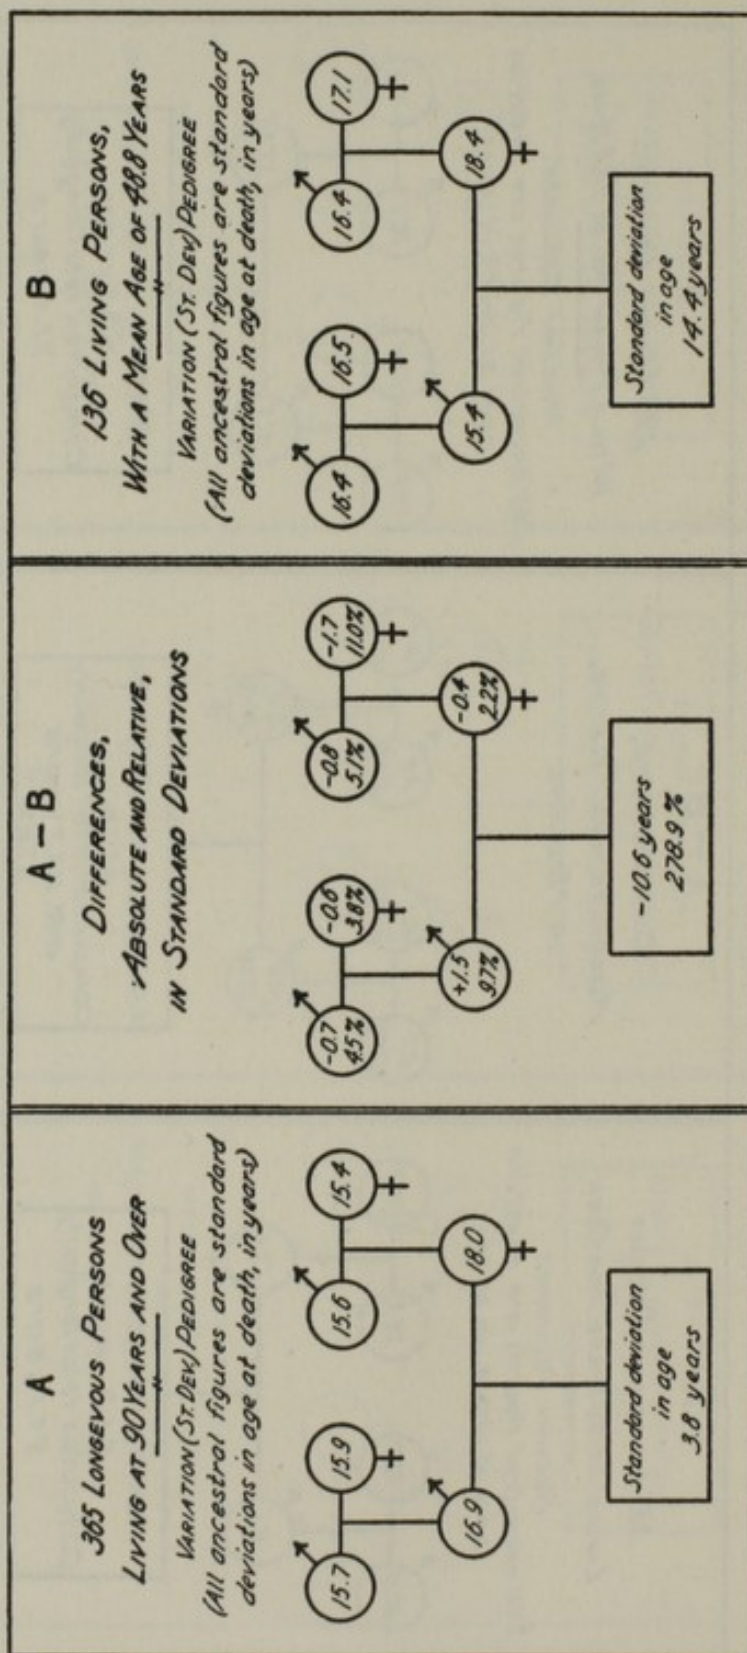 A
365 LONGEVOUS PERSONS
LIVING AT 90 YEARS AND OVER
VARIATION (ST. DEV.) PEDIGREE
(All ancestral figures are standard
deviations in age at death, in years)
15.7
15.9
15.6
15.4
16.9
18.0
Standard deviation
in age
3.8 years
A – B
DIFFERENCES,
ABSOLUTE AND RELATIVE,
IN STANDARD DEVIATIONS
-0.7
4.5%
-0.6
3.8%
-0.8
5.1%
-1.7
11.0%
+1.5
9.7%
-0.4
2.2%
-10.6 years
278.9%
B
136 LIVING PERSONS,
WITH A MEAN AGE OF 48.8 YEARS
VARIATION (ST. DEV.) PEDIGREE
(All ancestral figures are standard
deviations in age at death, in years)
16.4
16.5
16.4
17.1
15.4
18.4
Standard deviation
in age
14.4 years